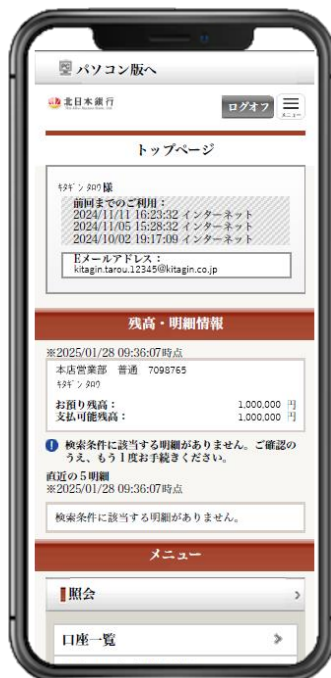 パソコン版へ
北日本銀行
ログオフ
メニュー
トップページ
ｷﾀｷﾞﾝ ﾀﾛｳ様
前回までのご利用：
2024/11/11 16:23:32 インターネット
2024/11/05 15:28:32 インターネット
2024/10/02 19:17:09 インターネット
Eメールアドレス：
kitagin.tarou.12345@kitagin.co.jp
残高・明細情報
※2025/01/28 09:36:07時点
本店営業部 普通 7098765
ｷﾀｷﾞﾝ ﾀﾛｳ
お預り残高： 1,000,000 円
支払可能残高： 1,000,000 円
検索条件に該当する明細がありません。ご確認の
うえ、もう１度お手続きください。
直近の５明細
※2025/01/28 09:36:07時点
検索条件に該当する明細がありません。
メニュー
照会
口座一覧